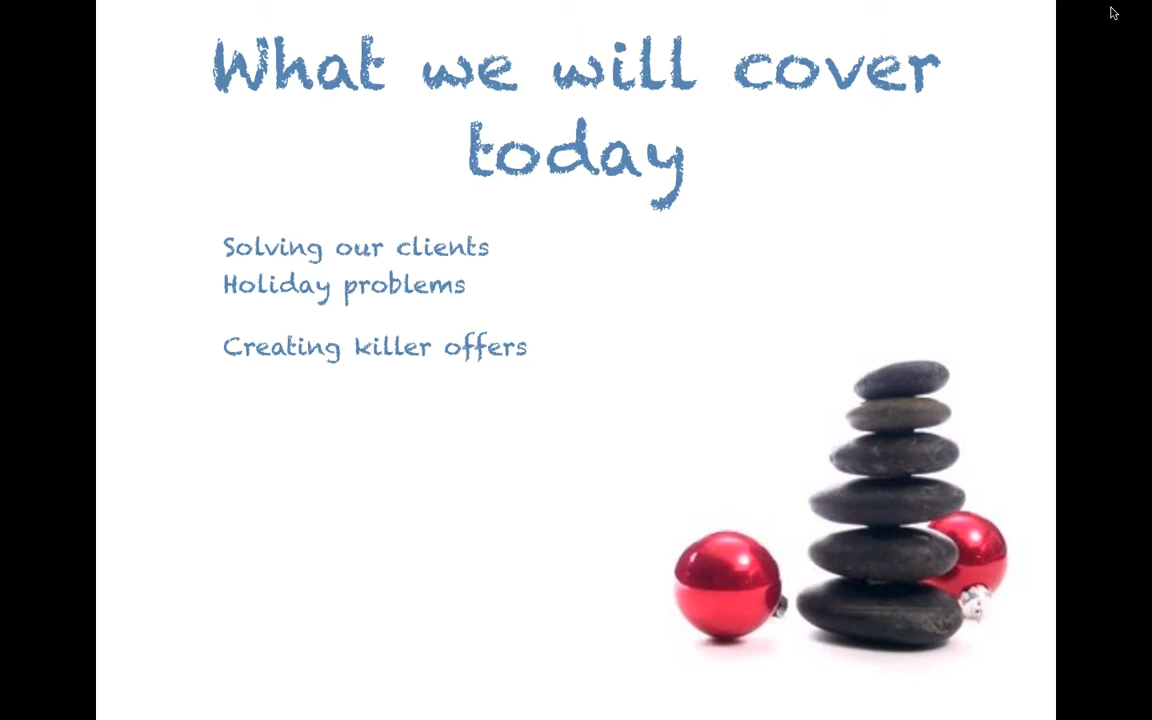 What we will cover
today
Solving our clients
Holiday problems
Creating killer offers